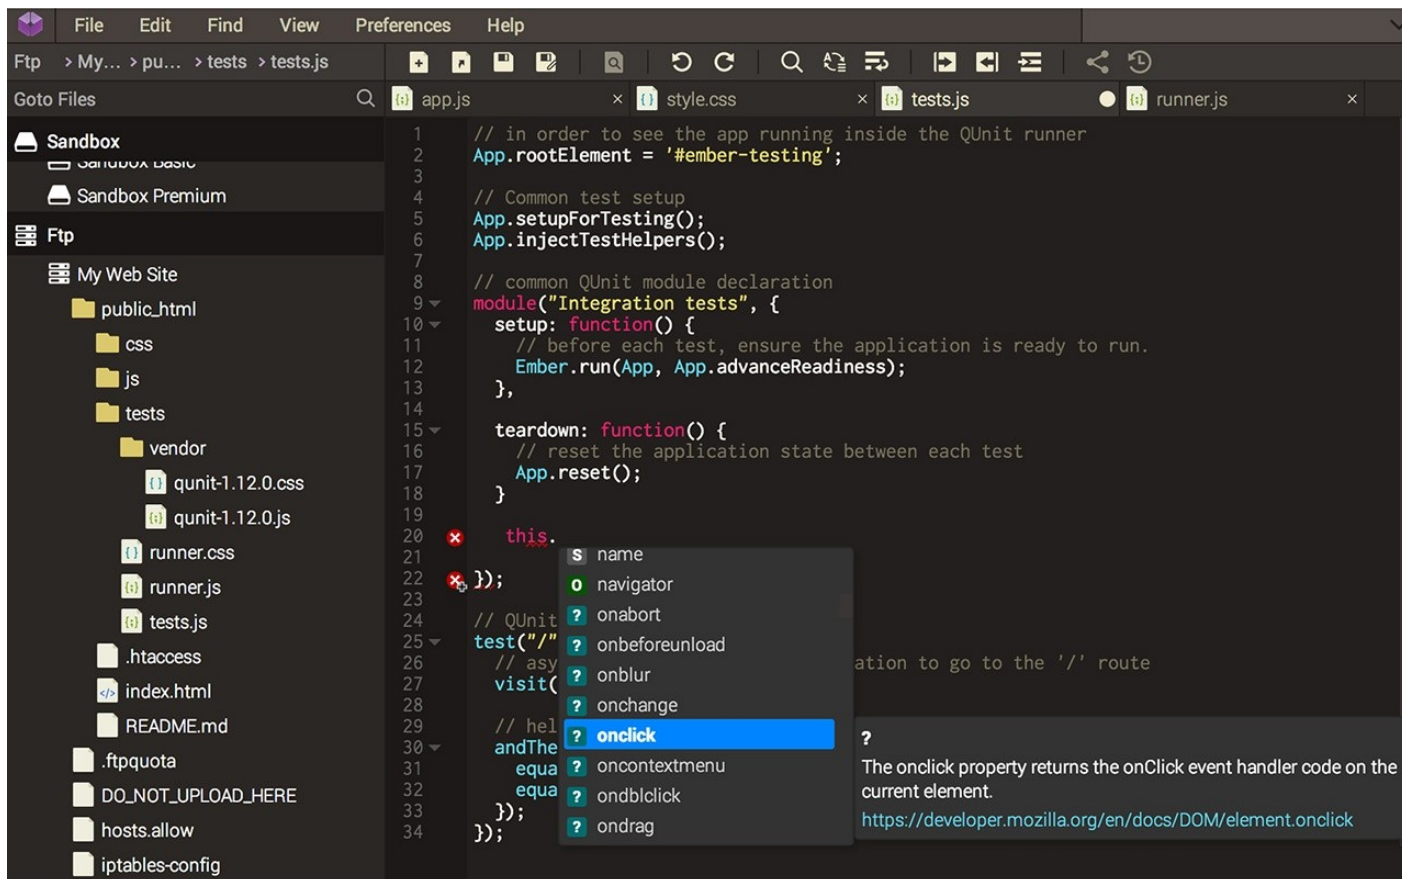 File Edit Find View Preferences Help
Ftp > My... > pu... > tests > tests.js
Goto Files
app.js × style.css × tests.js runner.js ×
Sandbox
Sandbox Basic
Sandbox Premium
Ftp
My Web Site
public_html
css
js
tests
vendor
qunit-1.12.0.css
qunit-1.12.0.js
runner.css
runner.js
tests.js
.htaccess
index.html
README.md
.ftpquota
DO_NOT_UPLOAD_HERE
hosts.allow
iptables-config
1 // in order to see the app running inside the QUnit runner
2 App.rootElement = '#ember-testing';
3
4 // Common test setup
5 App.setupForTesting();
6 App.injectTestHelpers();
7
8 // common QUnit module declaration
9 module("Integration tests", {
10 setup: function() {
11 // before each test, ensure the application is ready to run.
12 Ember.run(App, App.advanceReadiness);
13 },
14
15 teardown: function() {
16 // reset the application state between each test
17 App.reset();
18 }
19
20 this.
21
22 });
23
24 // QUnit
25 test("/"
26 // asy ation to go to the '/' route
27 visit(
28
29 // hel
30 andThe
31 equa
32 equa
33 });
34 });
S name
O navigator
? onabort
? onbeforeunload
? onblur
? onchange
? onclick
? oncontextmenu
? ondblclick
? ondrag
?
The onclick property returns the onClick event handler code on the
current element.
https://developer.mozilla.org/en/docs/DOM/element.onclick